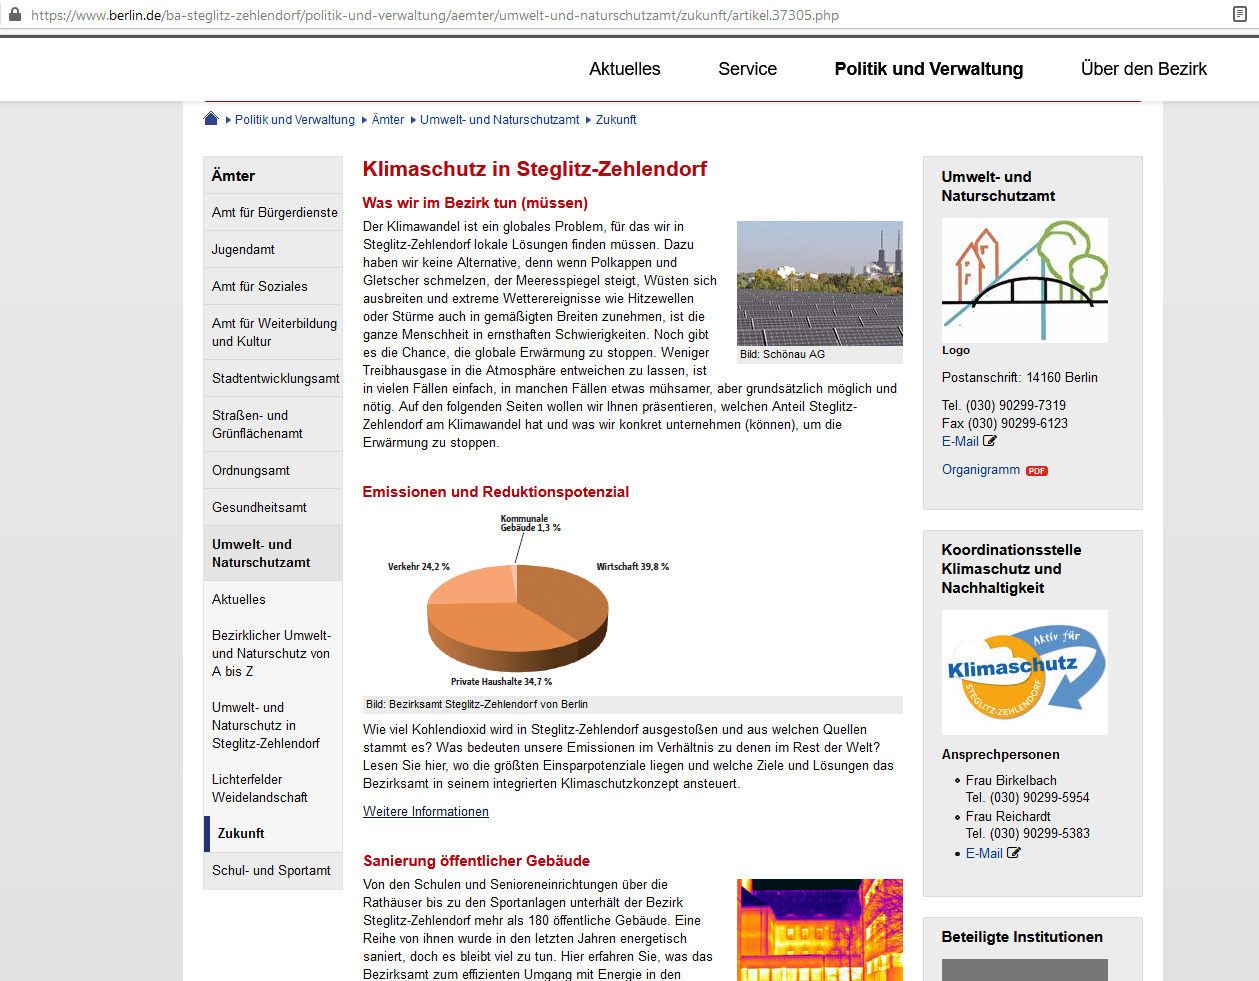 https://www.berlin.de/ba-steglitz-zehlendorf/politik-und-verwaltung/aemter/umwelt-und-naturschutzamt/zukunft/artikel.37305.php
Aktuelles
Service
Politik und Verwaltung
Über den Bezirk
Politik und Verwaltung
Ämter
Umwelt- und Naturschutzamt
Zukunft
Ämter
Amt für Bürgerdienste
Jugendamt
Amt für Soziales
Amt für Weiterbildung
und Kultur
Stadtentwicklungsamt
Straßen- und
Grünflächenamt
Ordnungsamt
Gesundheitsamt
Umwelt- und
Naturschutzamt
Aktuelles
Bezirklicher Umwelt-
und Naturschutz von
A bis Z
Umwelt- und
Naturschutz in
Steglitz-Zehlendorf
Lichterfelder
Weidelandschaft
Zukunft
Schul- und Sportamt
Klimaschutz in Steglitz-Zehlendorf
Was wir im Bezirk tun (müssen)
Der Klimawandel ist ein globales Problem, für das wir in
Steglitz-Zehlendorf lokale Lösungen finden müssen. Dazu
haben wir keine Alternative, denn wenn Polkappen und
Gletscher schmelzen, der Meeresspiegel steigt, Wüsten sich
ausbreiten und extreme Wetterereignisse wie Hitzewellen
oder Stürme auch in gemäßigten Breiten zunehmen, ist die
ganze Menschheit in ernsthaften Schwierigkeiten. Noch gibt
es die Chance, die globale Erwärmung zu stoppen. Weniger
Treibhausgase in die Atmosphäre entweichen zu lassen, ist
in vielen Fällen einfach, in manchen Fällen etwas mühsamer, aber grundsätzlich möglich und
nötig. Auf den folgenden Seiten wollen wir Ihnen präsentieren, welchen Anteil Steglitz-
Zehlendorf am Klimawandel hat und was wir konkret unternehmen (können), um die
Erwärmung zu stoppen.
Bild: Schönau AG
Emissionen und Reduktionspotenzial
Kommunale
Gebäude 1,3 %
Verkehr 24,2 %
Wirtschaft 39,8 %
Private Haushalte 34,7 %
Bild: Bezirksamt Steglitz-Zehlendorf von Berlin
Wie viel Kohlendioxid wird in Steglitz-Zehlendorf ausgestoßen und aus welchen Quellen
stammt es? Was bedeuten unsere Emissionen im Verhältnis zu denen im Rest der Welt?
Lesen Sie hier, wo die größten Einsparpotenziale liegen und welche Ziele und Lösungen das
Bezirksamt in seinem integrierten Klimaschutzkonzept ansteuert.
Weitere Informationen
Sanierung öffentlicher Gebäude
Von den Schulen und Senioreneinrichtungen über die
Rathäuser bis zu den Sportanlagen unterhält der Bezirk
Steglitz-Zehlendorf mehr als 180 öffentliche Gebäude. Eine
Reihe von ihnen wurde in den letzten Jahren energetisch
saniert, doch es bleibt viel zu tun. Hier erfahren Sie, was das
Bezirksamt zum effizienten Umgang mit Energie in den
Umwelt- und
Naturschutzamt
Logo
Postanschrift: 14160 Berlin
Tel. (030) 90299-7319
Fax (030) 90299-6123
E-Mail
Organigramm PDF
Koordinationsstelle
Klimaschutz und
Nachhaltigkeit
Aktiv für
Klimaschutz
STEGLITZ-ZEHLENDORF
Ansprechpersonen
Frau Birkelbach
Tel. (030) 90299-5954
Frau Reichardt
Tel. (030) 90299-5383
E-Mail
Beteiligte Institutionen